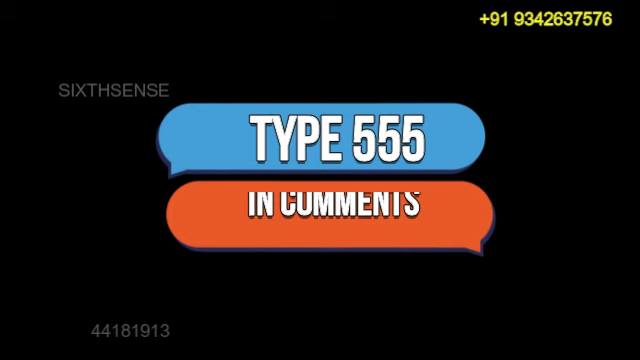 +91 9342637576
SIXTHSENSE
TYPE 555
IN COMMENTS
44181913